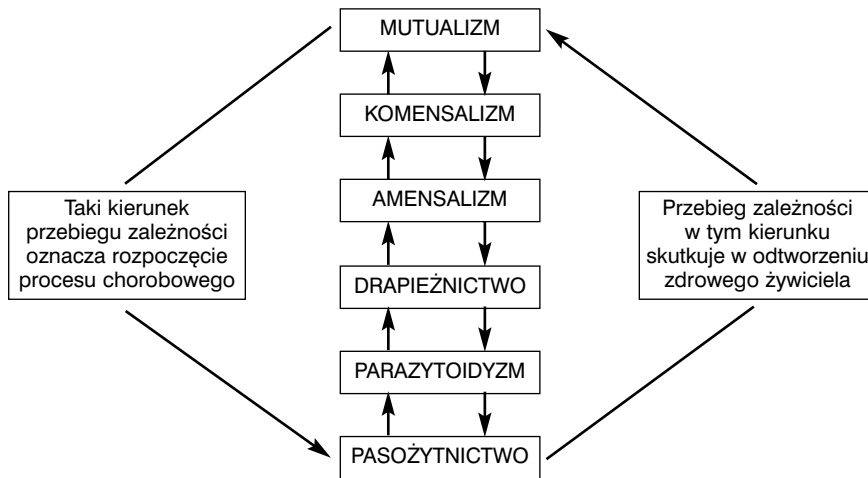 MUTUALIZM
KOMENSALIZM
AMENSALIZM
DRAPIEŻNICTWO
PARAZYTOIDYZM
PASOŻYTNICTWO
Taki kierunek
przebiegu zależności
oznacza rozpoczęcie
procesu chorobowego
Przebieg zależności
w tym kierunku
skutkuje w odtworzeniu
zdrowego żywiciela